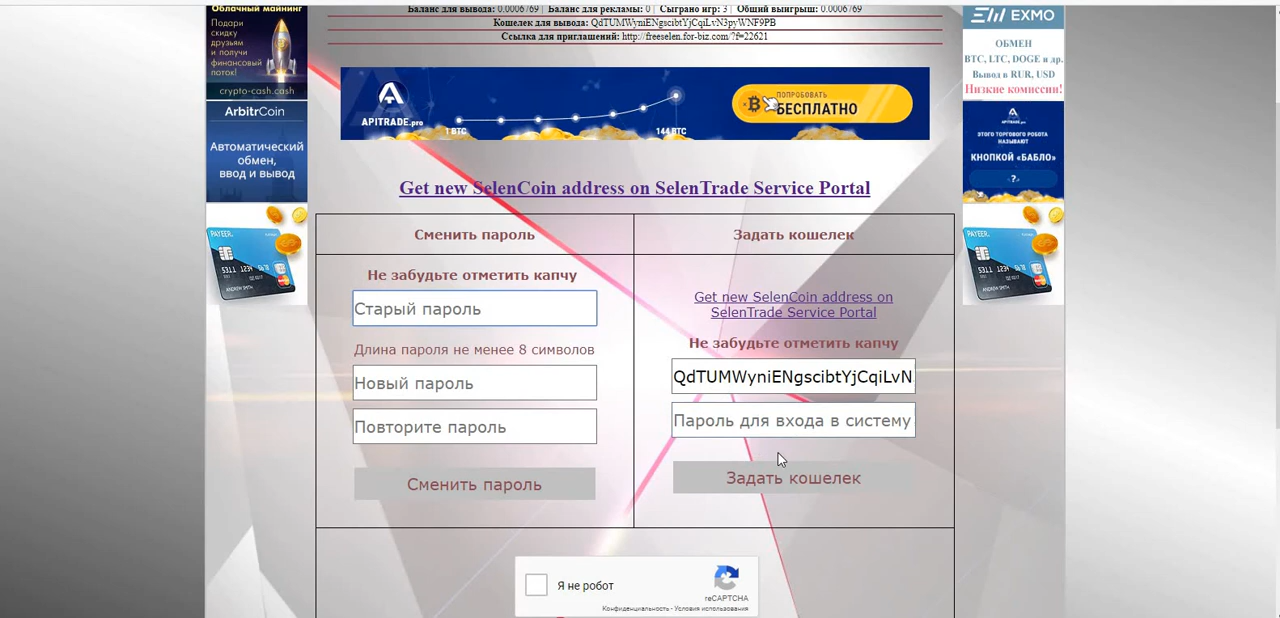 Облачный майнинг
Подари
скидку
друзьям
и получи
финансовый
поток!
crypto-cash.cash
ArbitrCoin
Автоматический
обмен,
ввод и вывод
PAYEER.
Баланс для вывода: 0.0006769 | Баланс для рекламы: 0 | Сыграно игр: 3 | Общий выигрыш: 0.0006769
Кошелек для вывода: QdTUMWyniENgscibtYjCqiLvN3pyWNF9PB
Ссылка для приглашений: http://freeselen.for-biz.com/?f=22621
APITRADE.pro
1 BTC
144 BTC
ПОПРОБОВАТЬ
БЕСПЛАТНО
Get new SelenCoin address on SelenTrade Service Portal
Сменить пароль
Не забудьте отметить капчу
Старый пароль
Длина пароля не менее 8 символов
Новый пароль
Повторите пароль
Сменить пароль
Задать кошелек
Get new SelenCoin address on
SelenTrade Service Portal
Не забудьте отметить капчу
QdTUMWyniENgscibtYjCqiLvN
Пароль для входа в систему
Задать кошелек
Я не робот
reCAPTCHA
Конфиденциальность - Условия использования
EXMO
ОБМЕН
BTC, LTC, DOGE и др.
Вывод в RUR, USD
Низкие комиссии!
APITRADE.pro
ЭТОГО ТОРГОВОГО РОБОТА
НАЗЫВАЮТ
КНОПКОЙ «БАБЛО»
?
PAYEER.